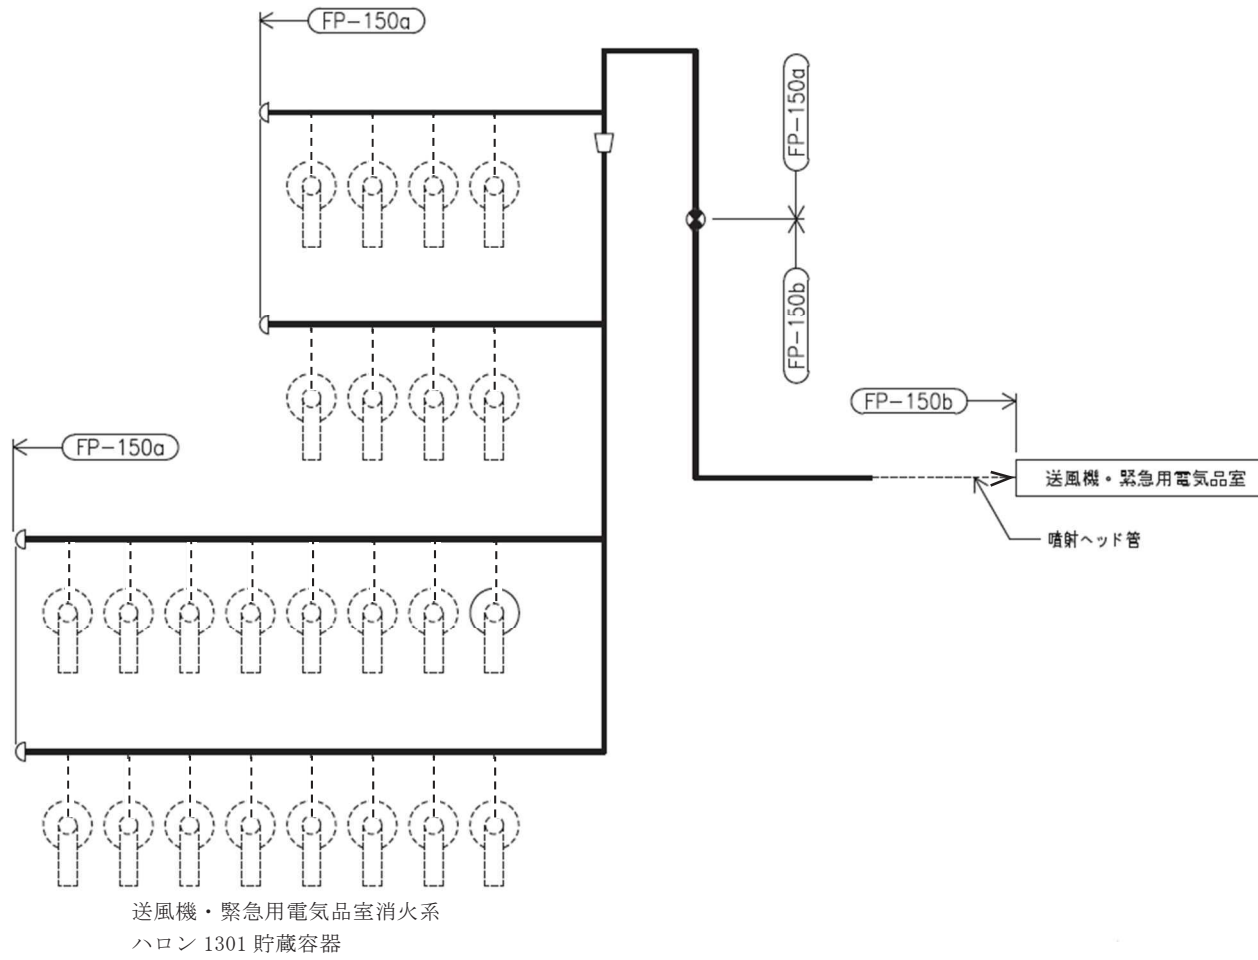 FP-150a
FP-150a
FP-150b
FP-150b
FP-150a
送風機・緊急用電気品室
噴射ヘッド管
送風機・緊急用電気品室消火系
ハロン 1301 貯蔵容器